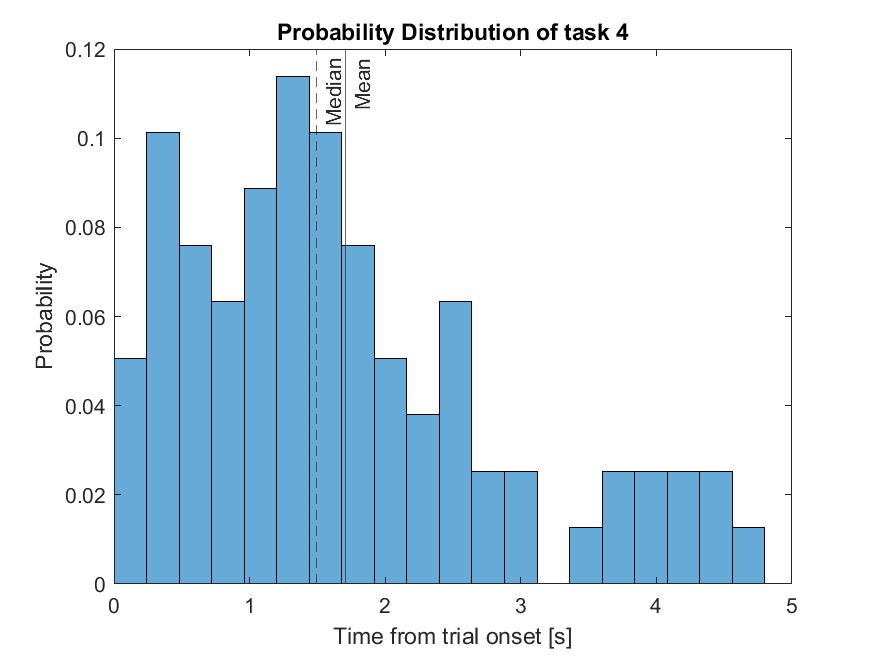 Probability Distribution of task 4
0.12
0.1
0.08
0.06
0.04
0.02
0
Probability
Median
Mean
0 1 2 3 4 5
Time from trial onset [s]